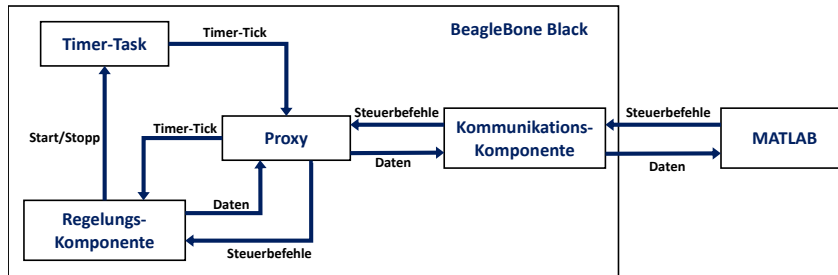 BeagleBone Black
Timer-Task
Timer-Tick
Start/Stopp
Timer-Tick
Proxy
Steuerbefehle
Daten
Kommunikations-
Komponente
Steuerbefehle
Daten
MATLAB
Regelungs-
Komponente
Daten
Steuerbefehle